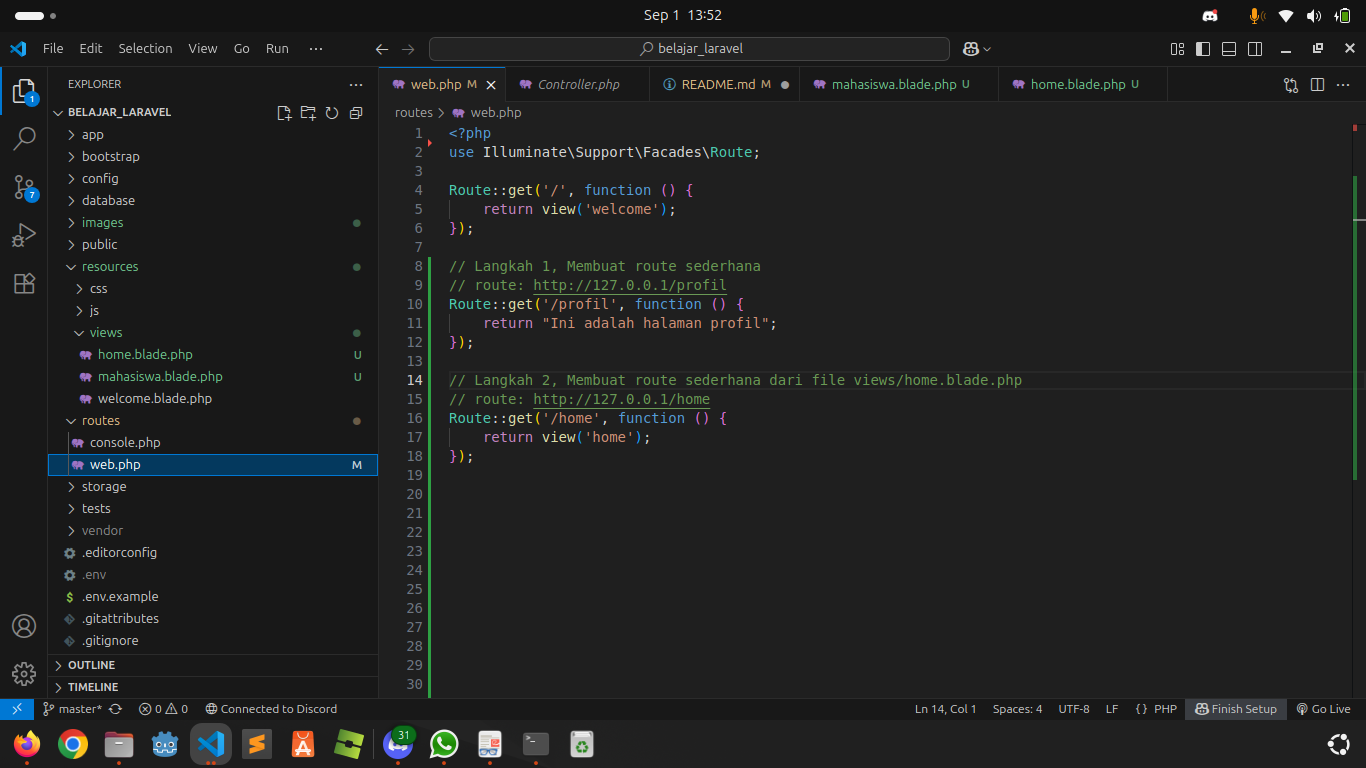 Sep 1 13:52
File Edit Selection View Go Run ···
belajar_laravel
EXPLORER
web.php M
Controller.php
README.md M
mahasiswa.blade.php U
home.blade.php U
routes > web.php
BELAJAR_LARAVEL
app
bootstrap
config
database
images
public
resources
css
js
views
home.blade.php U
mahasiswa.blade.php U
welcome.blade.php
routes
console.php
web.php M
storage
tests
vendor
.editorconfig
.env
.env.example
.gitattributes
.gitignore
OUTLINE
TIMELINE
1
7
1 <?php
2 use Illuminate\Support\Facades\Route;
3
4 Route::get('/', function () {
5     return view('welcome');
6 });
7
8 // Langkah 1, Membuat route sederhana
9 // route: http://127.0.0.1/profil
10 Route::get('/profil', function () {
11     return "Ini adalah halaman profil";
12 });
13
14 // Langkah 2, Membuat route sederhana dari file views/home.blade.php
15 // route: http://127.0.0.1/home
16 Route::get('/home', function () {
17     return view('home');
18 });
19
20
21
22
23
24
25
26
27
28
29
30
master* 0 0 Connected to Discord
Ln 14, Col 1 Spaces: 4 UTF-8 LF {} PHP Finish Setup Go Live
31